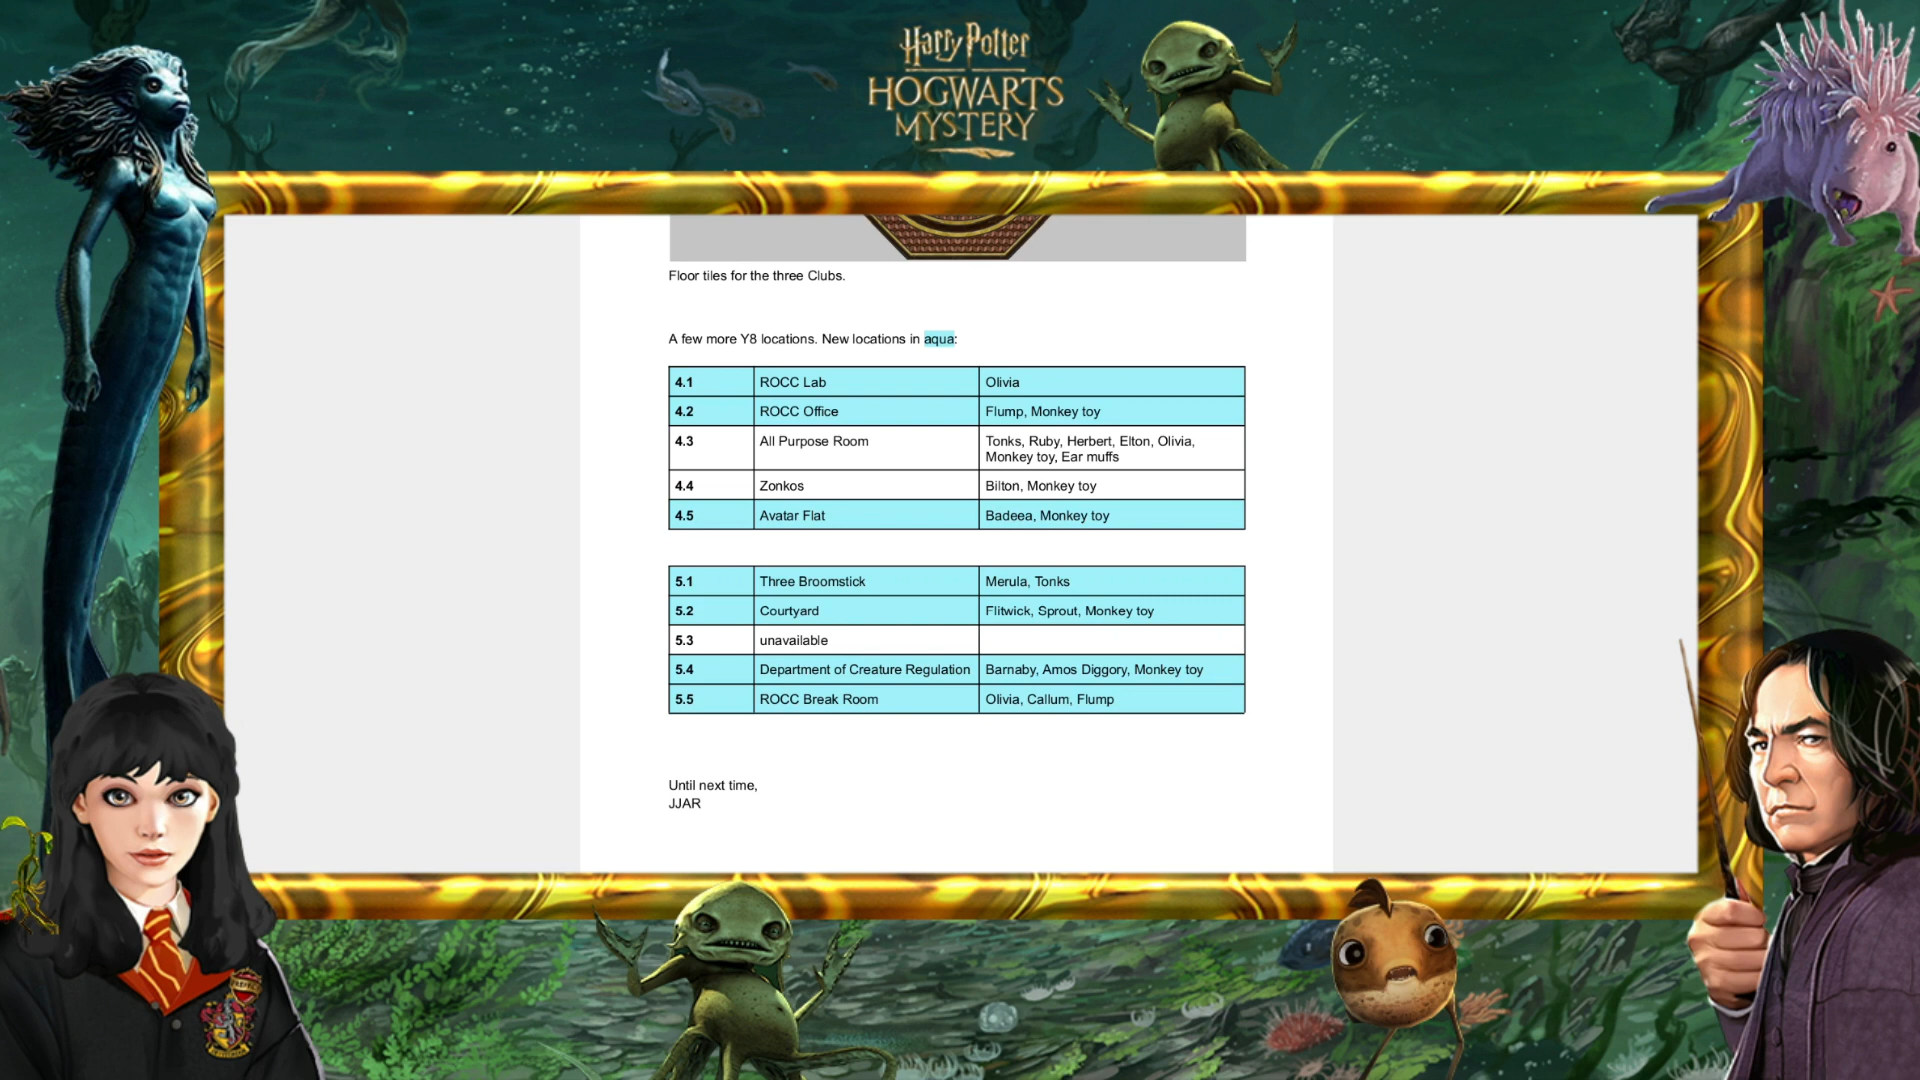 Harry Potter
HOGWARTS
MYSTERY
Floor tiles for the three Clubs.
A few more Y8 locations. New locations in aqua:
4.1 ROCC Lab Olivia
4.2 ROCC Office Flump, Monkey toy
4.3 All Purpose Room Tonks, Ruby, Herbert, Elton, Olivia,
Monkey toy, Ear muffs
4.4 Zonkos Bilton, Monkey toy
4.5 Avatar Flat Badeea, Monkey toy
5.1 Three Broomstick Merula, Tonks
5.2 Courtyard Flitwick, Sprout, Monkey toy
5.3 unavailable
5.4 Department of Creature Regulation Barnaby, Amos Diggory, Monkey toy
5.5 ROCC Break Room Olivia, Callum, Flump
Until next time,
JJAR
PREFECT